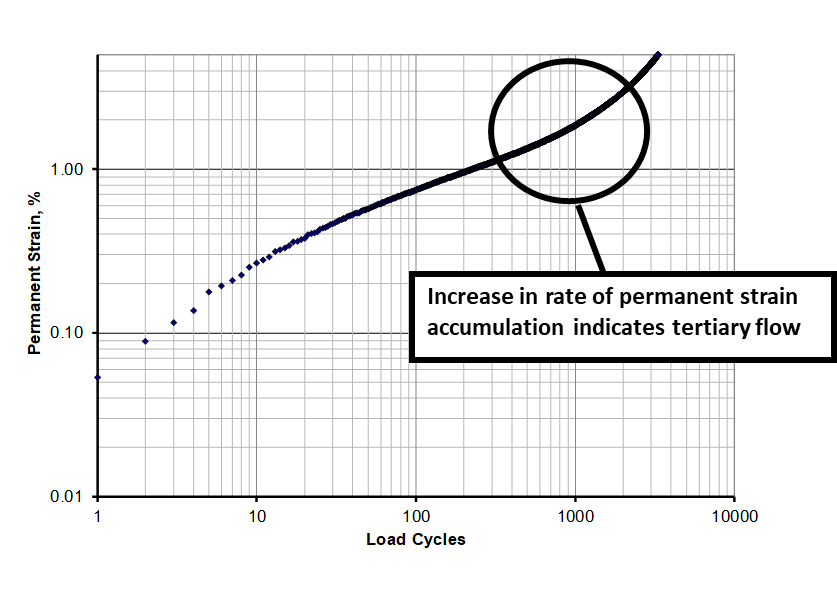 1.00
0.10
0.01
Permanent Strain, %
Increase in rate of permanent strain
accumulation indicates tertiary flow
1 10 100 1000 10000
Load Cycles